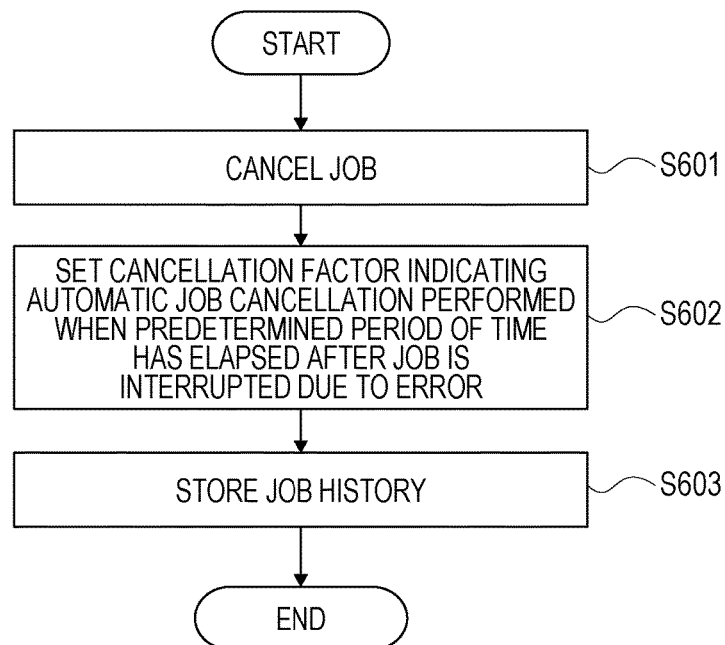 START
CANCEL JOB
S601
SET CANCELLATION FACTOR INDICATING
AUTOMATIC JOB CANCELLATION PERFORMED
WHEN PREDETERMINED PERIOD OF TIME
HAS ELAPSED AFTER JOB IS
INTERRUPTED DUE TO ERROR
S602
STORE JOB HISTORY
S603
END